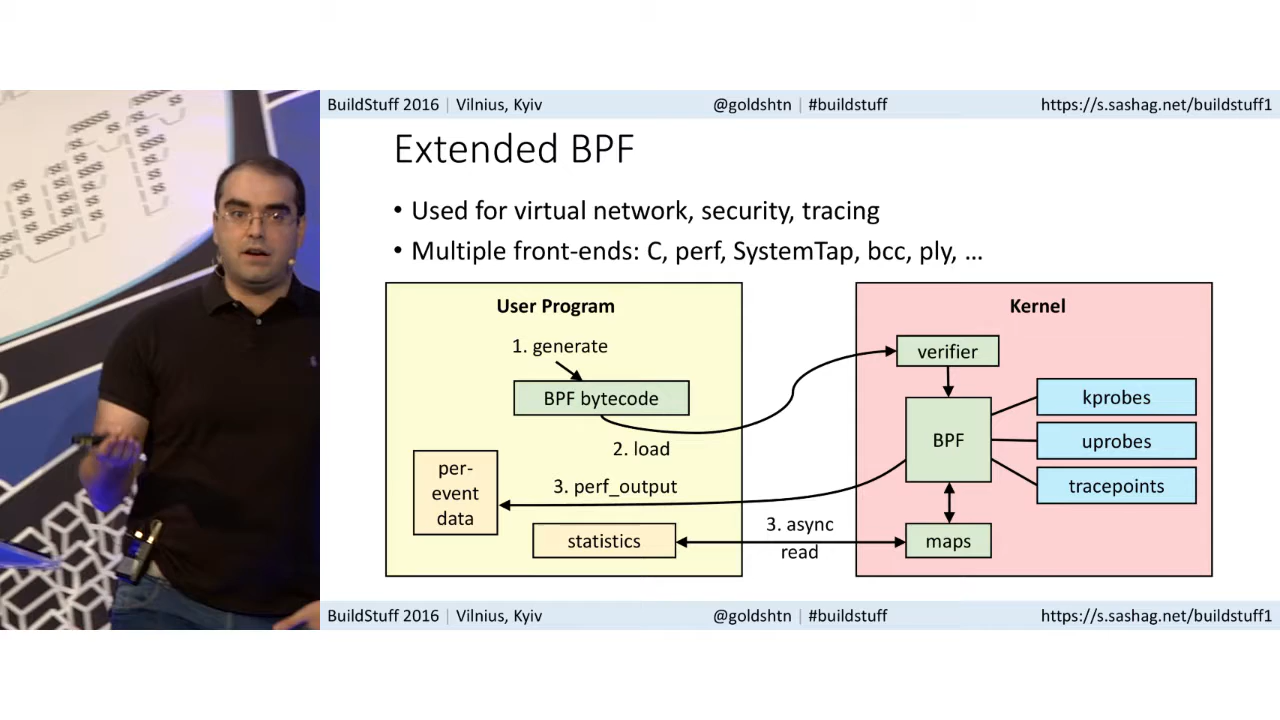 BuildStuff 2016 | Vilnius, Kyiv @goldshtn | #buildstuff https://s.sashag.net/buildstuff1
Extended BPF
• Used for virtual network, security, tracing
• Multiple front-ends: C, perf, SystemTap, bcc, ply, …
User Program
1. generate
BPF bytecode
2. load
per-
event
data
3. perf_output
statistics
3. async
read
Kernel
verifier
BPF
kprobes
uprobes
tracepoints
maps
BuildStuff 2016 | Vilnius, Kyiv @goldshtn | #buildstuff https://s.sashag.net/buildstuff1